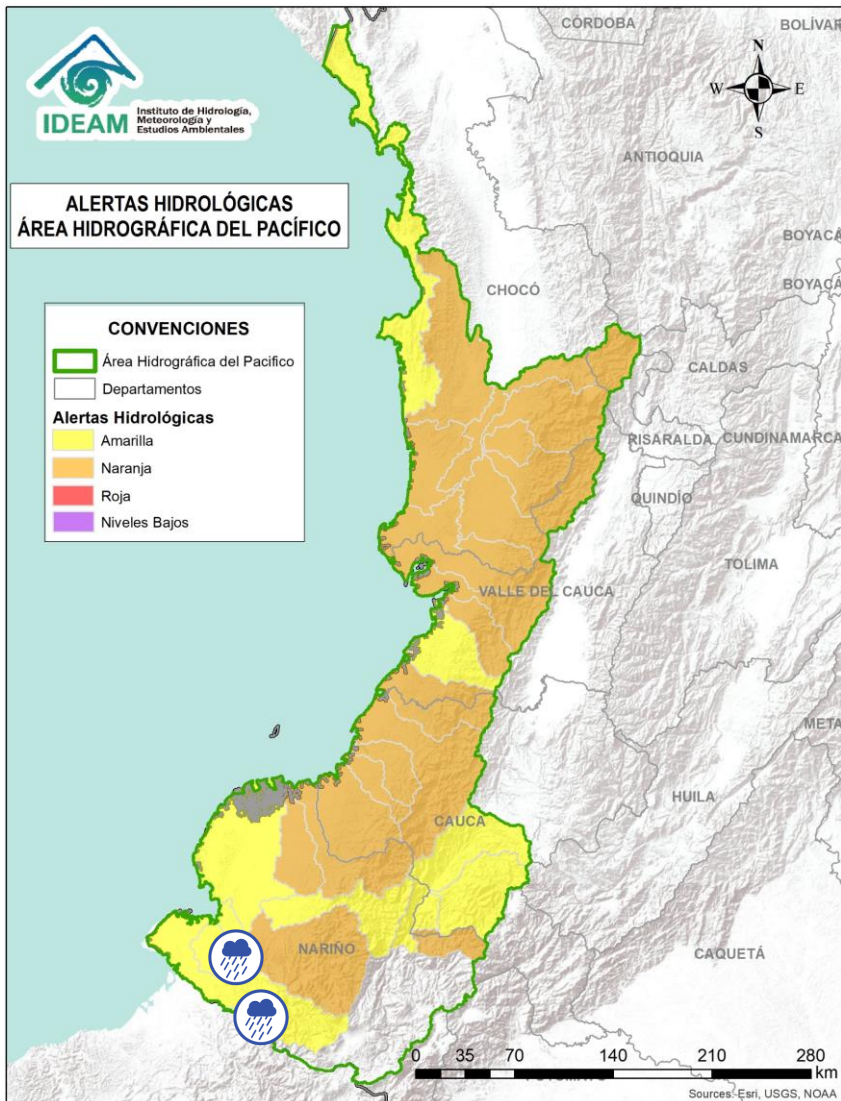 CÓRDOBA
BOLÍVAR
IDEAM
Instituto de Hidrología,
Meteorología y
Estudios Ambientales
N
W
E
S
ANTIOQUIA
ALERTAS HIDROLÓGICAS
ÁREA HIDROGRÁFICA DEL PACÍFICO
BOYACÁ
BOYACÁ
CHOCÓ
CONVENCIONES
Área Hidrográfica del Pacifico
Departamentos
Alertas Hidrológicas
Amarilla
Naranja
Roja
Niveles Bajos
CALDAS
RISARALDA
CUNDINAMARCA
QUINDÍO
TOLIMA
VALLE DEL CAUCA
META
HUILA
CAUCA
NARIÑO
CAQUETÁ
0 35 70 140 210 280
km
Sources: Esri, USGS, NOAA